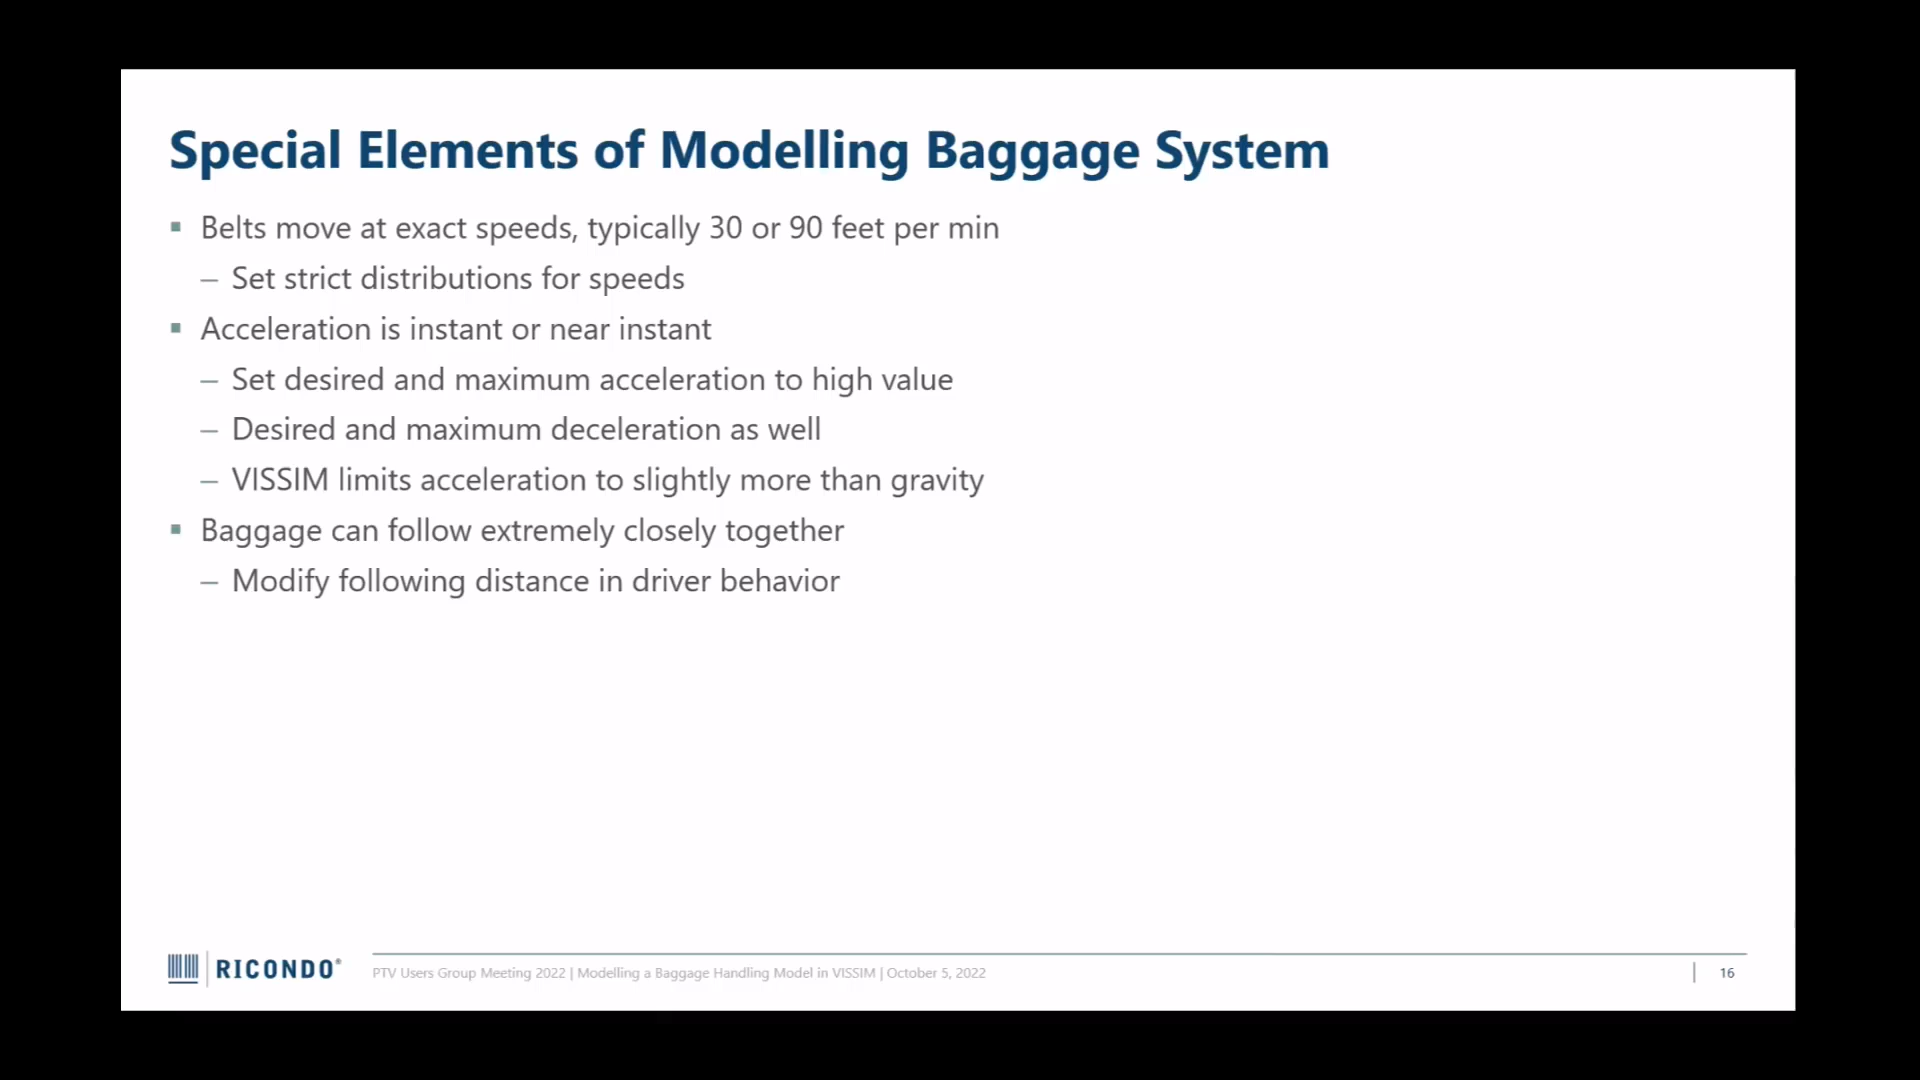 Special Elements of Modelling Baggage System
▪ Belts move at exact speeds, typically 30 or 90 feet per min
– Set strict distributions for speeds
▪ Acceleration is instant or near instant
– Set desired and maximum acceleration to high value
– Desired and maximum deceleration as well
– VISSIM limits acceleration to slightly more than gravity
▪ Baggage can follow extremely closely together
– Modify following distance in driver behavior
RICONDO®
PTV Users Group Meeting 2022 | Modelling a Baggage Handling Model in VISSIM | October 5, 2022
| 16